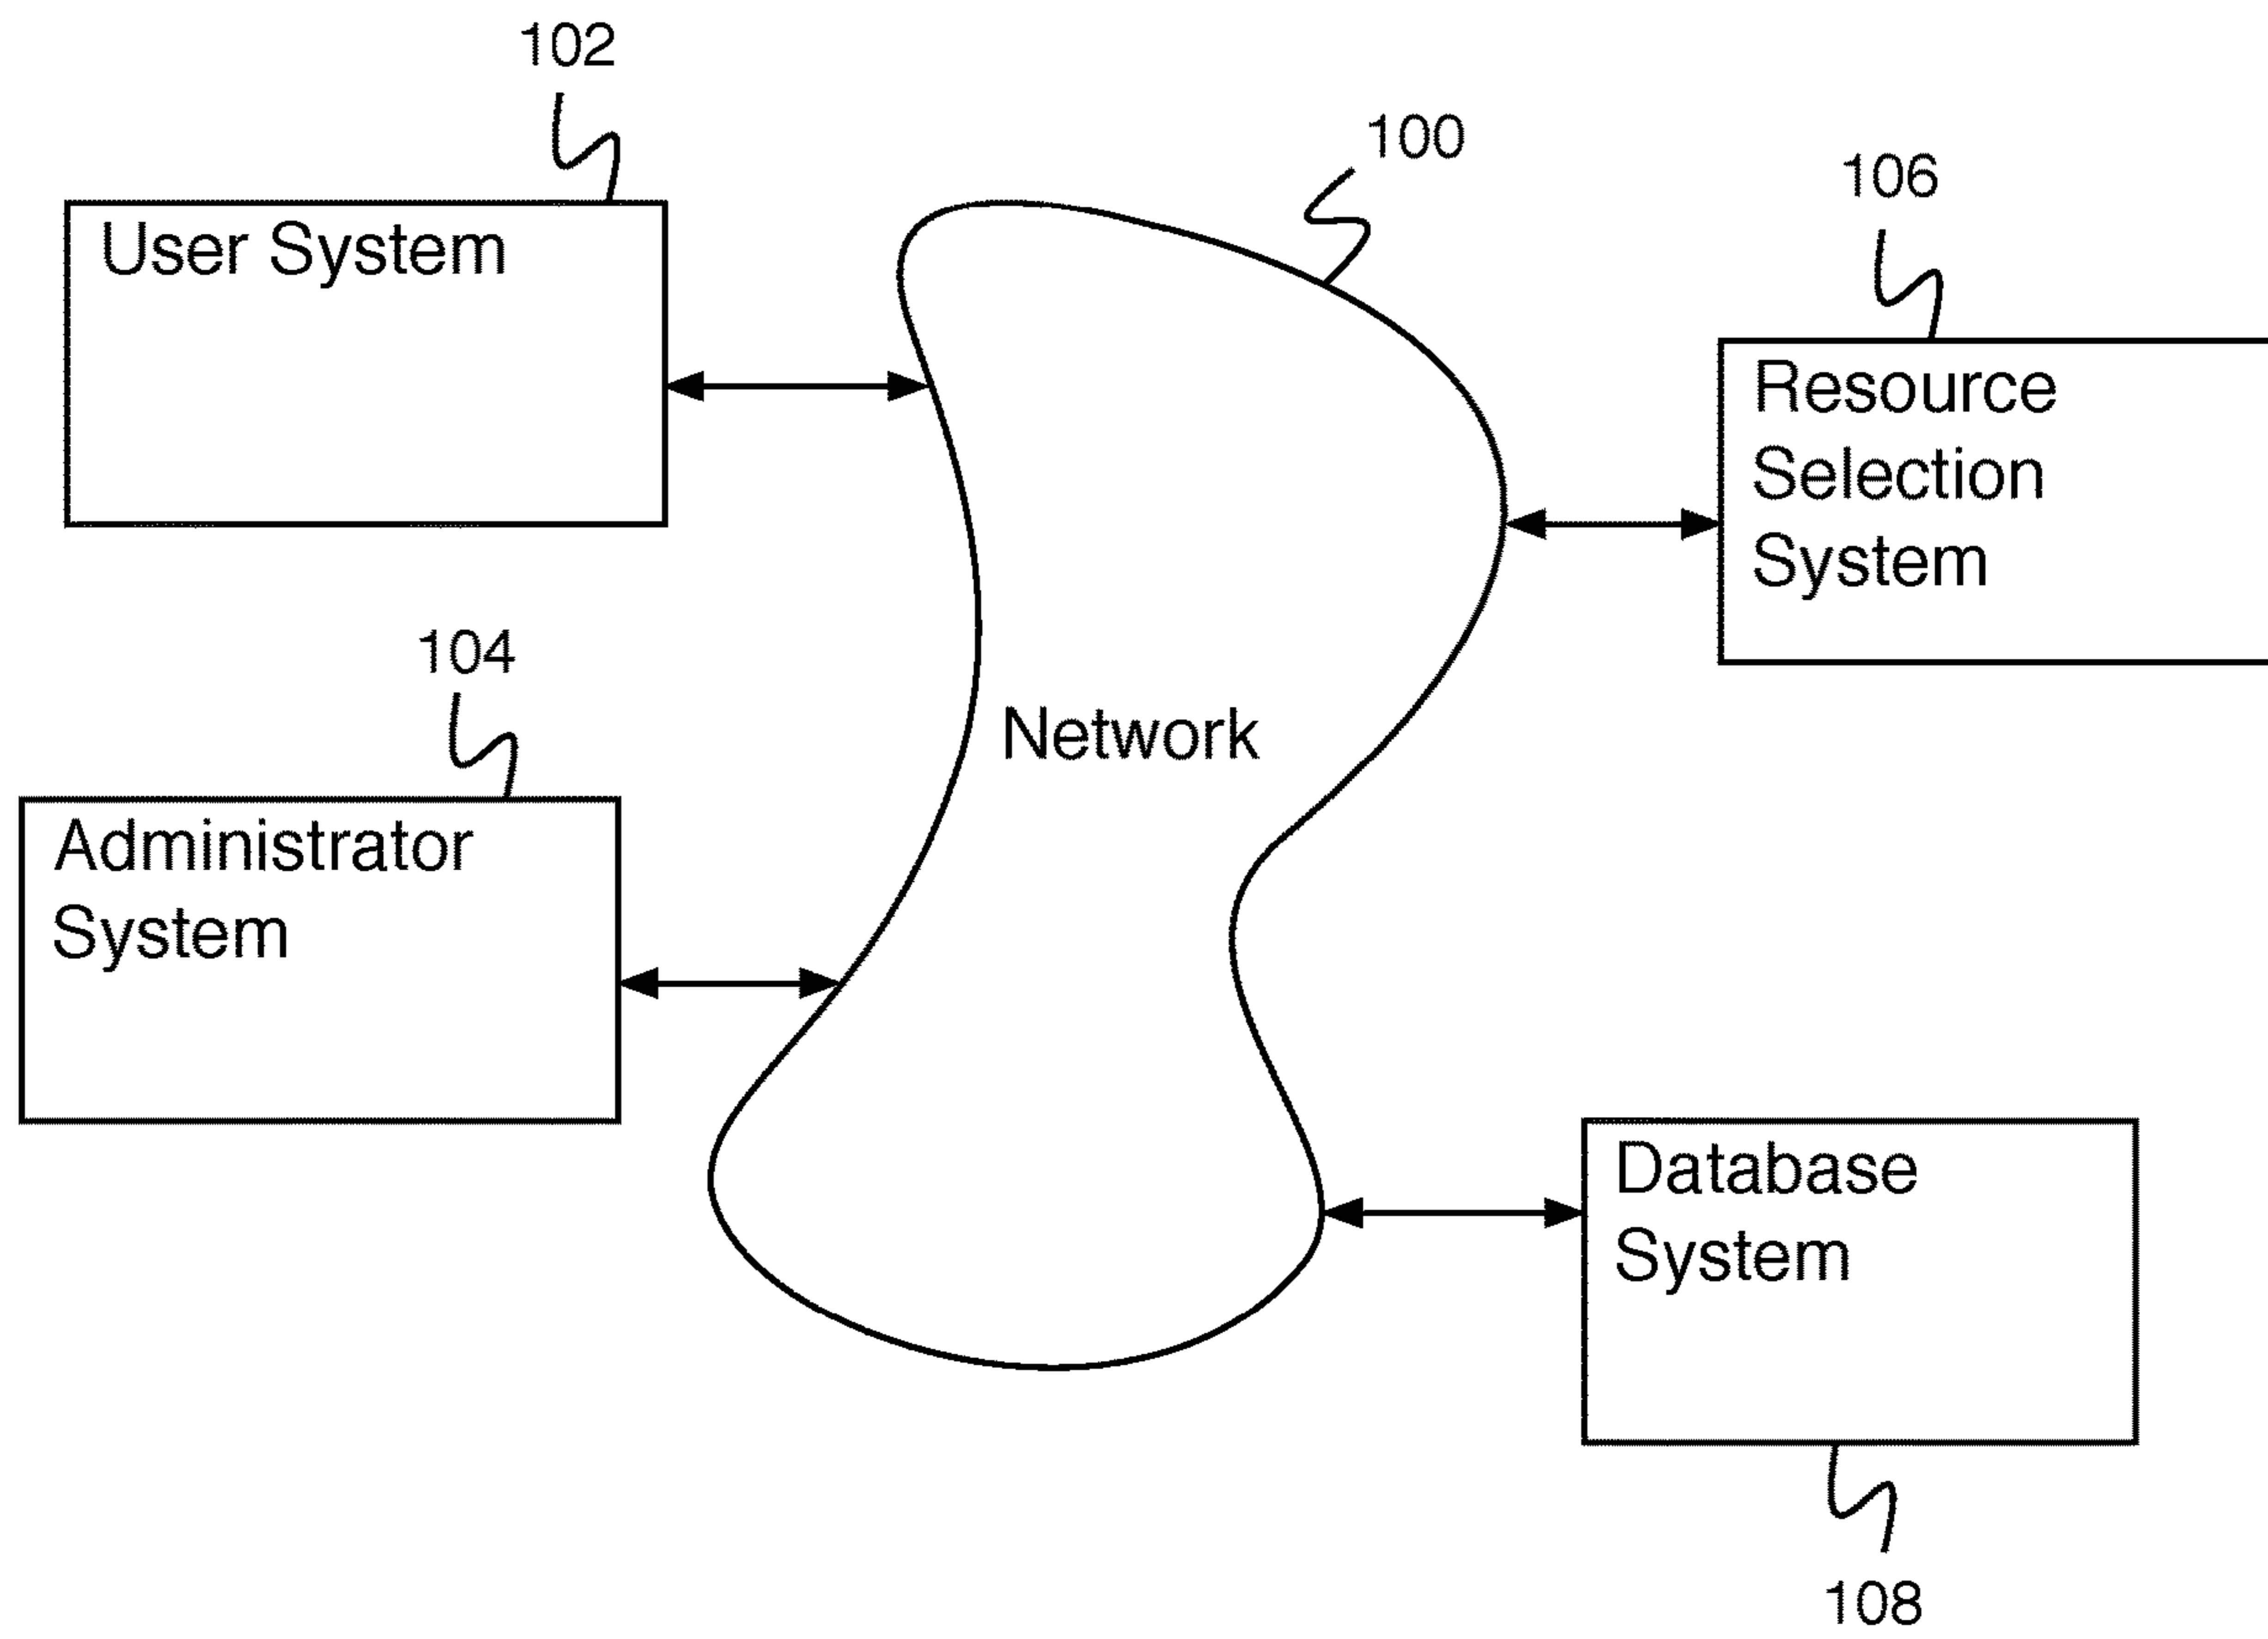 102
100
106
User System
Resource
Selection
System
104
Network
Administrator
System
Database
System
108